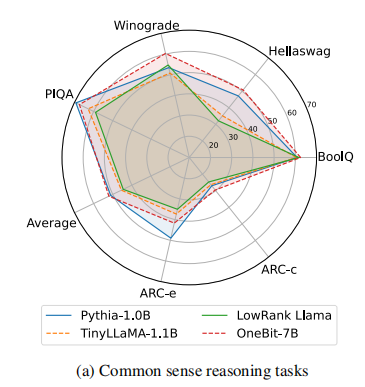 Winograde
Hellaswag
PIQA
70
60
50
40
30
20
BoolQ
Average
ARC-c
ARC-e
Pythia-1.0B
LowRank Llama
TinyLLaMA-1.1B
OneBit-7B
(a) Common sense reasoning tasks